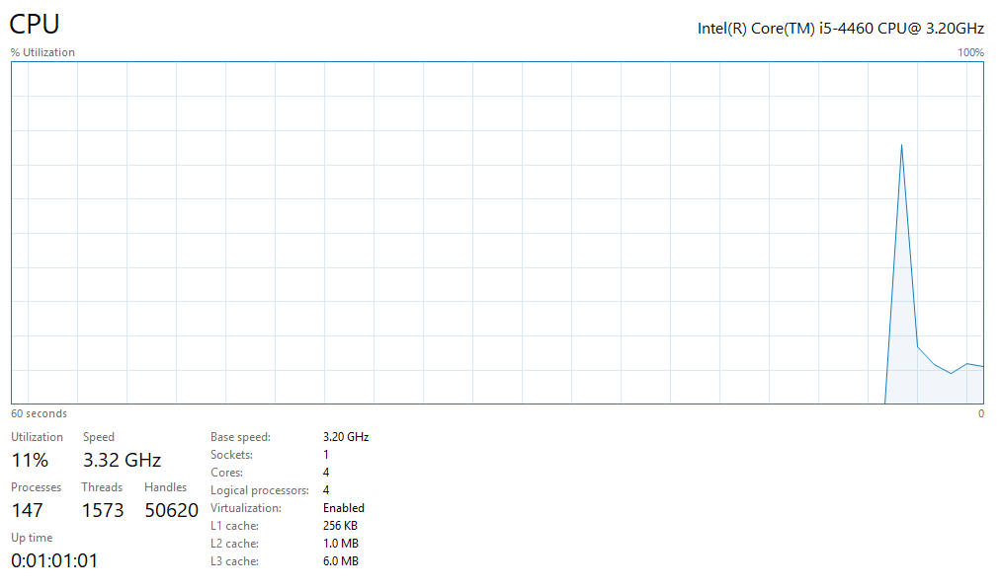 CPU
Intel(R) Core(TM) i5-4460 CPU@ 3.20GHz
% Utilization
100%
60 seconds
0
Utilization
Speed
11%
3.32 GHz
Processes
Threads
Handles
147
1573
50620
Up time
0:01:01:01
Base speed: 3.20 GHz
Sockets: 1
Cores: 4
Logical processors: 4
Virtualization: Enabled
L1 cache: 256 KB
L2 cache: 1.0 MB
L3 cache: 6.0 MB